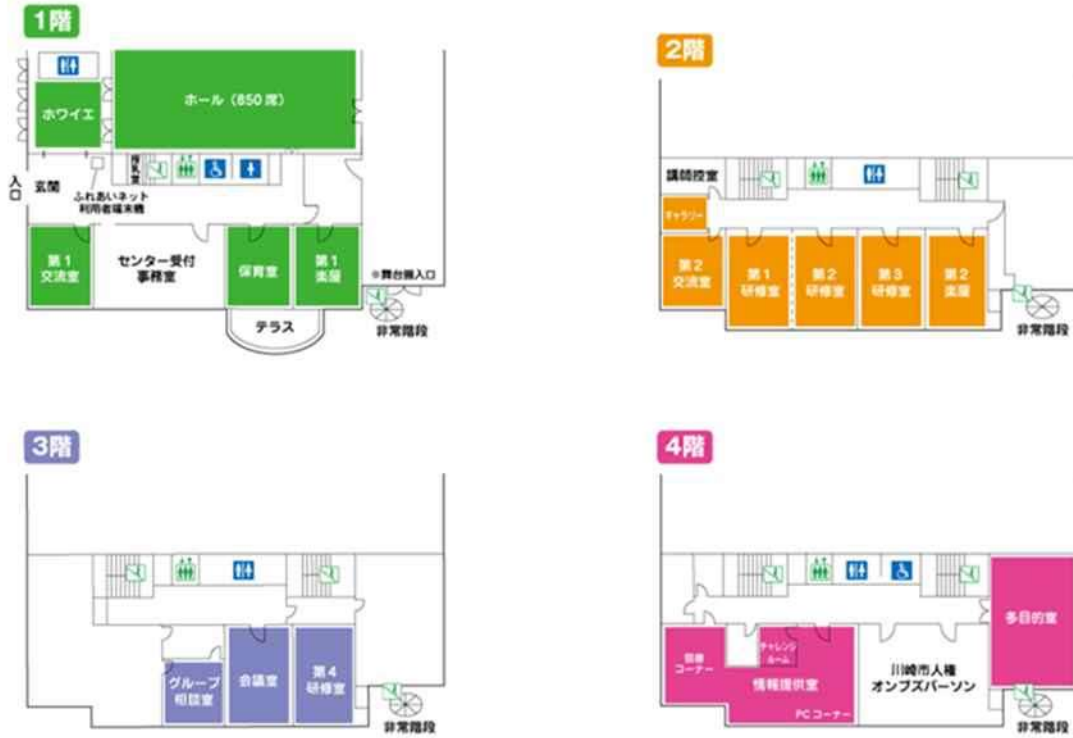 1階
ホワイエ
ホール（850席）
授乳室
入口
玄関
ふれあいネット
利用者端末機
第1
交流室
センター受付
事務室
保育室
第1
楽屋
※舞台側入口
テラス
非常階段
2階
講師控室
ギャラリー
第2
交流室
第1
研修室
第2
研修室
第3
研修室
第2
楽屋
非常階段
3階
グループ
相談室
会議室
第4
研修室
非常階段
4階
多目的室
コーナー
チャレンジ
ルーム
情報提供室
PCコーナー
川崎市人権
オンブズパーソン
非常階段